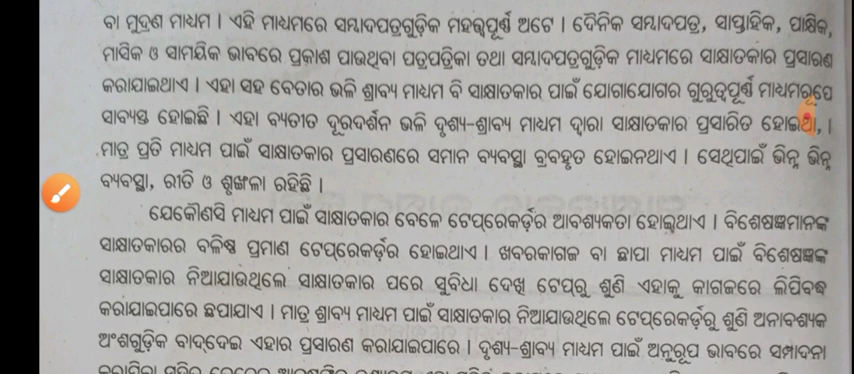 ବା ମୁଦ୍ରଣ ମାଧ୍ୟମ । ଏହି ମାଧ୍ୟମରେ ସମ୍ବାଦପତ୍ରଗୁଡ଼ିକ ମହତ୍ତ୍ୱପୂର୍ଣ୍ଣ ଅଟେ । ଦୈନିକ ସମ୍ବାଦପତ୍ର, ସାପ୍ତାହିକ, ପାକ୍ଷିକ,
ମାସିକ ଓ ସାମୟିକ ଭାବରେ ପ୍ରକାଶ ପାଉଥିବା ପତ୍ରପତ୍ରିକା ତଥା ସମ୍ବାଦପତ୍ରଗୁଡ଼ିକ ମାଧ୍ୟମରେ ସାକ୍ଷାତକାର ପ୍ରସାରଣ
କରାଯାଇଥାଏ । ଏହା ସହ ବେତାର ଭଳି ଶ୍ରାବ୍ୟ ମାଧ୍ୟମ ବି ସାକ୍ଷାତକାର ପାଇଁ ଯୋଗାଯୋଗର ଗୁରୁତ୍ୱପୂର୍ଣ୍ଣ ମାଧ୍ୟମରୂପେ
ସାବ୍ୟସ୍ତ ହୋଇଛି । ଏହା ବ୍ୟତୀତ ଦୂରଦର୍ଶନ ଭଳି ଦୃଶ୍ୟ-ଶ୍ରାବ୍ୟ ମାଧ୍ୟମ ଦ୍ୱାରା ସାକ୍ଷାତକାର ପ୍ରସାରିତ ।
ମାତ୍ର ପ୍ରତି ମାଧ୍ୟମ ପାଇଁ ସାକ୍ଷାତକାର ପ୍ରସାରଣରେ ସମାନ ବ୍ୟବସ୍ଥା ବ୍ରବହୃତ ହୋଇନଥାଏ । ସେଥିପାଇଁ ଭିନ୍ନ ଭିନ୍ନ
ବ୍ୟବସ୍ଥା, ରୀତି ଓ ଶୃଙ୍ଖଳା ରହିଛି ।
ଯେକୌଣସି ମାଧ୍ୟମ ପାଇଁ ସାକ୍ଷାତକାର ବେଳେ ଟେପ୍‌ରେକର୍ଡ଼ର ଆବଶ୍ୟକତା ହୋଇଥାଏ । ବିଶେଷଜ୍ଞମାନଙ୍କ
ସାକ୍ଷାତକାରର ବଳିଷ୍ଠ ପ୍ରମାଣ ଟେପ୍‌ରେକର୍ଡ଼ର ହୋଇଥାଏ । ଖବରକାଗଜ ବା ଛାପା ମାଧ୍ୟମ ପାଇଁ ବିଶେଷଜ୍ଞଙ୍କ
ସାକ୍ଷାତକାର ନିଆଯାଉଥିଲେ ସାକ୍ଷାତକାର ପରେ ସୁବିଧା ଦେଖି ଟେପ୍‌ରୁ ଶୁଣି ଏହାକୁ କାଗଜରେ ଲିପିବଦ୍ଧ
କରାଯାଇପାରେ ଛପାଯାଏ । ମାତ୍ର ଶ୍ରାବ୍ୟ ମାଧ୍ୟମ ପାଇଁ ସାକ୍ଷାତକାର ନିଆଯାଉଥିଲେ ଟେପ୍‌ରେକର୍ଡ଼ରୁ ଶୁଣି ଅନାବଶ୍ୟକ
ଅଂଶଗୁଡ଼ିକ ବାଦ୍‌ଦେଇ ଏହାର ପ୍ରସାରଣ କରାଯାଇପାରେ । ଦୃଶ୍ୟ-ଶ୍ରାବ୍ୟ ମାଧ୍ୟମ ପାଇଁ ଅନୁରୂପ ଭାବରେ ସମ୍ପାଦନା